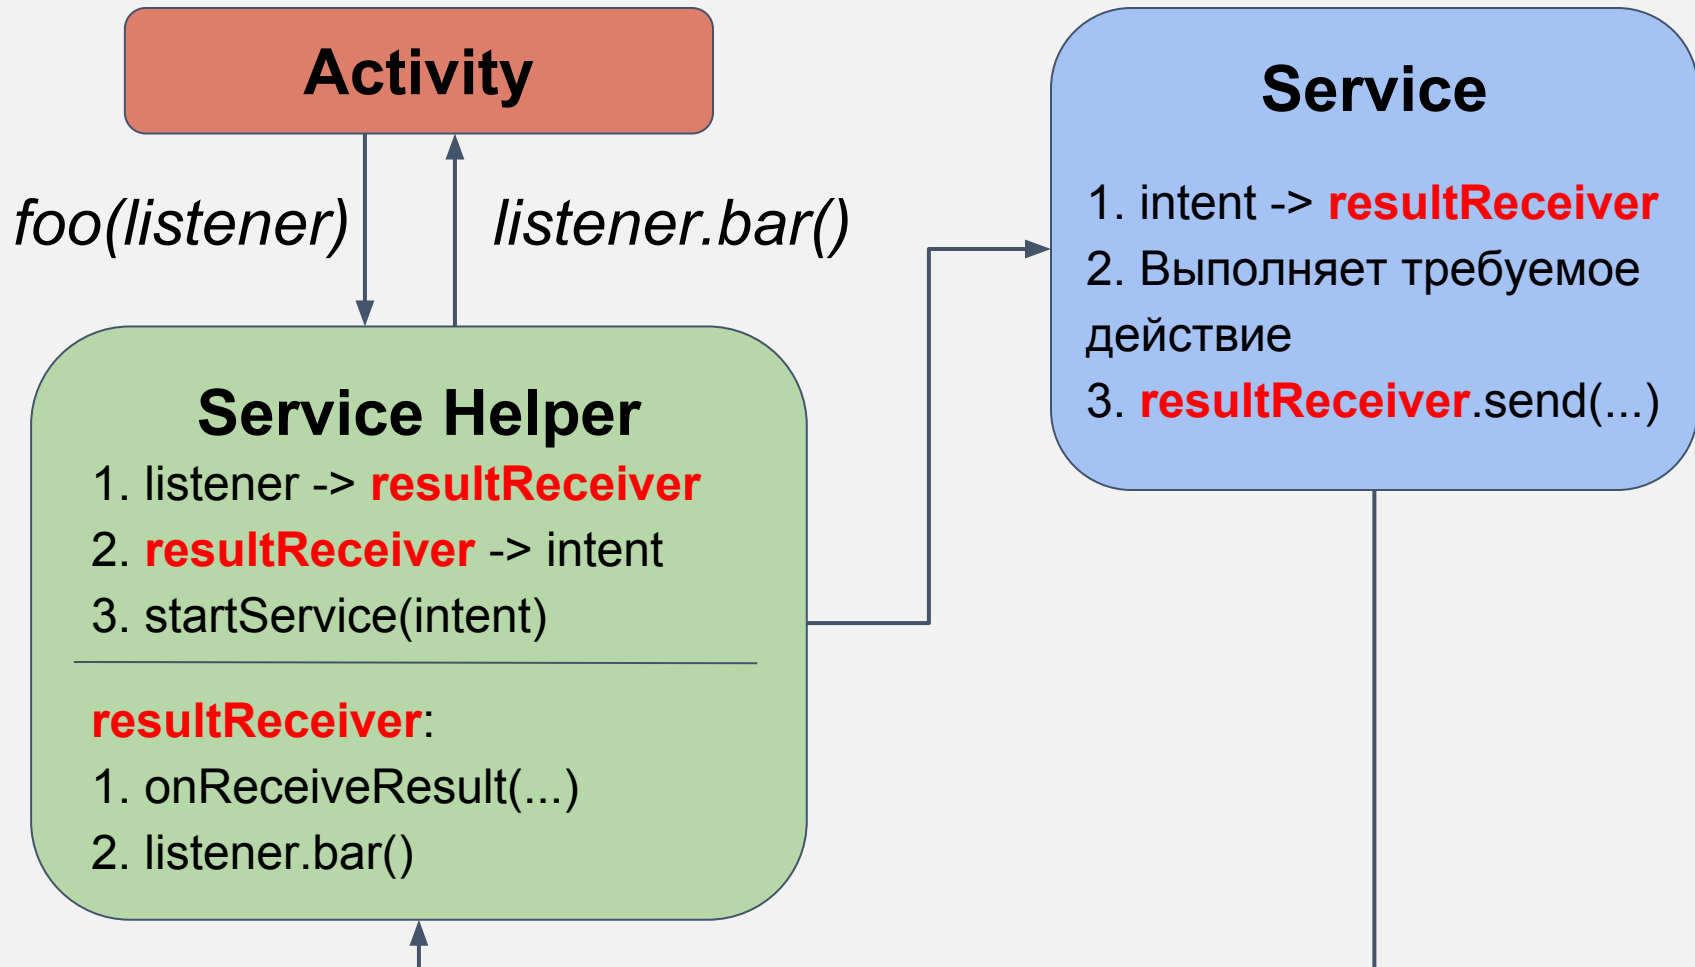 Activity
foo(listener)
listener.bar()
Service Helper
1. listener -> resultReceiver
2. resultReceiver -> intent
3. startService(intent)
resultReceiver:
1. onReceiveResult(...)
2. listener.bar()
Service
1. intent -> resultReceiver
2. Выполняет требуемое
действие
3. resultReceiver.send(...)